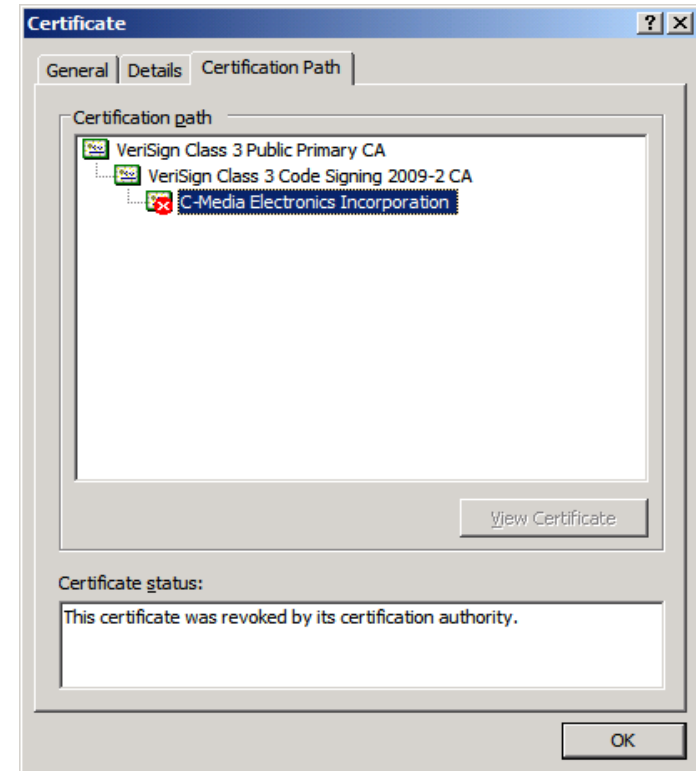 Certificate
? X
General Details Certification Path
Certification path
VeriSign Class 3 Public Primary CA
VeriSign Class 3 Code Signing 2009-2 CA
C-Media Electronics Incorporation
View Certificate
Certificate status:
This certificate was revoked by its certification authority.
OK